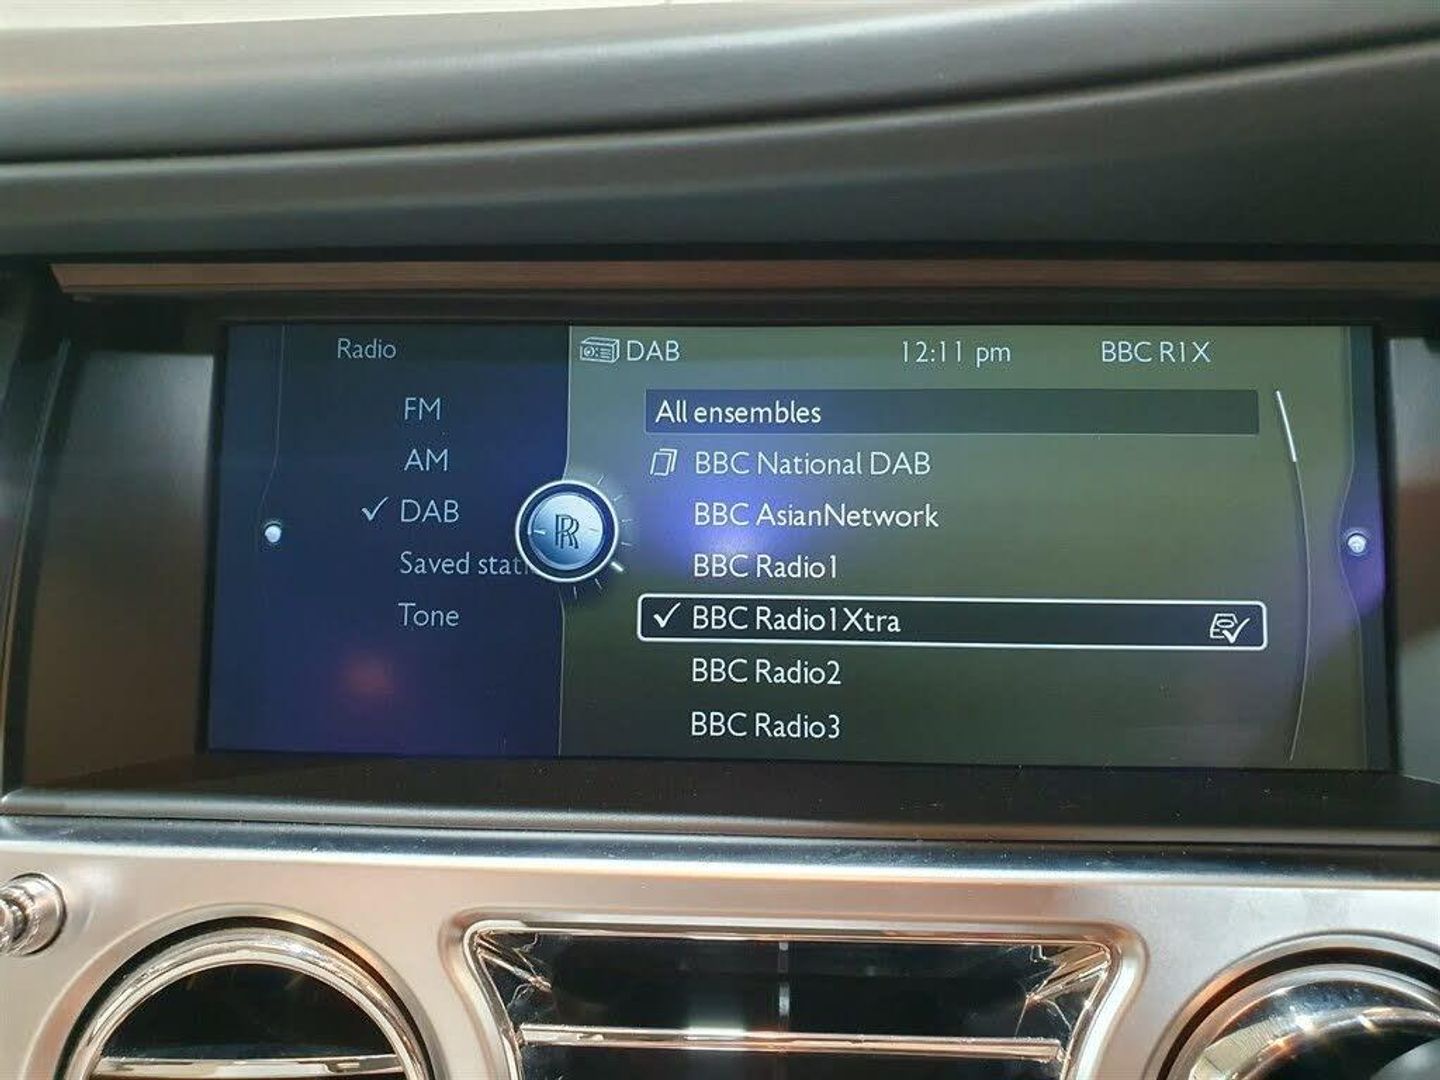 Radio
FM
AM
DAB
Saved stati
Tone
RR
DAB 12:11 pm BBC R1X
All ensembles
BBC National DAB
BBC AsianNetwork
BBC Radio1
BBC Radio1Xtra
BBC Radio2
BBC Radio3